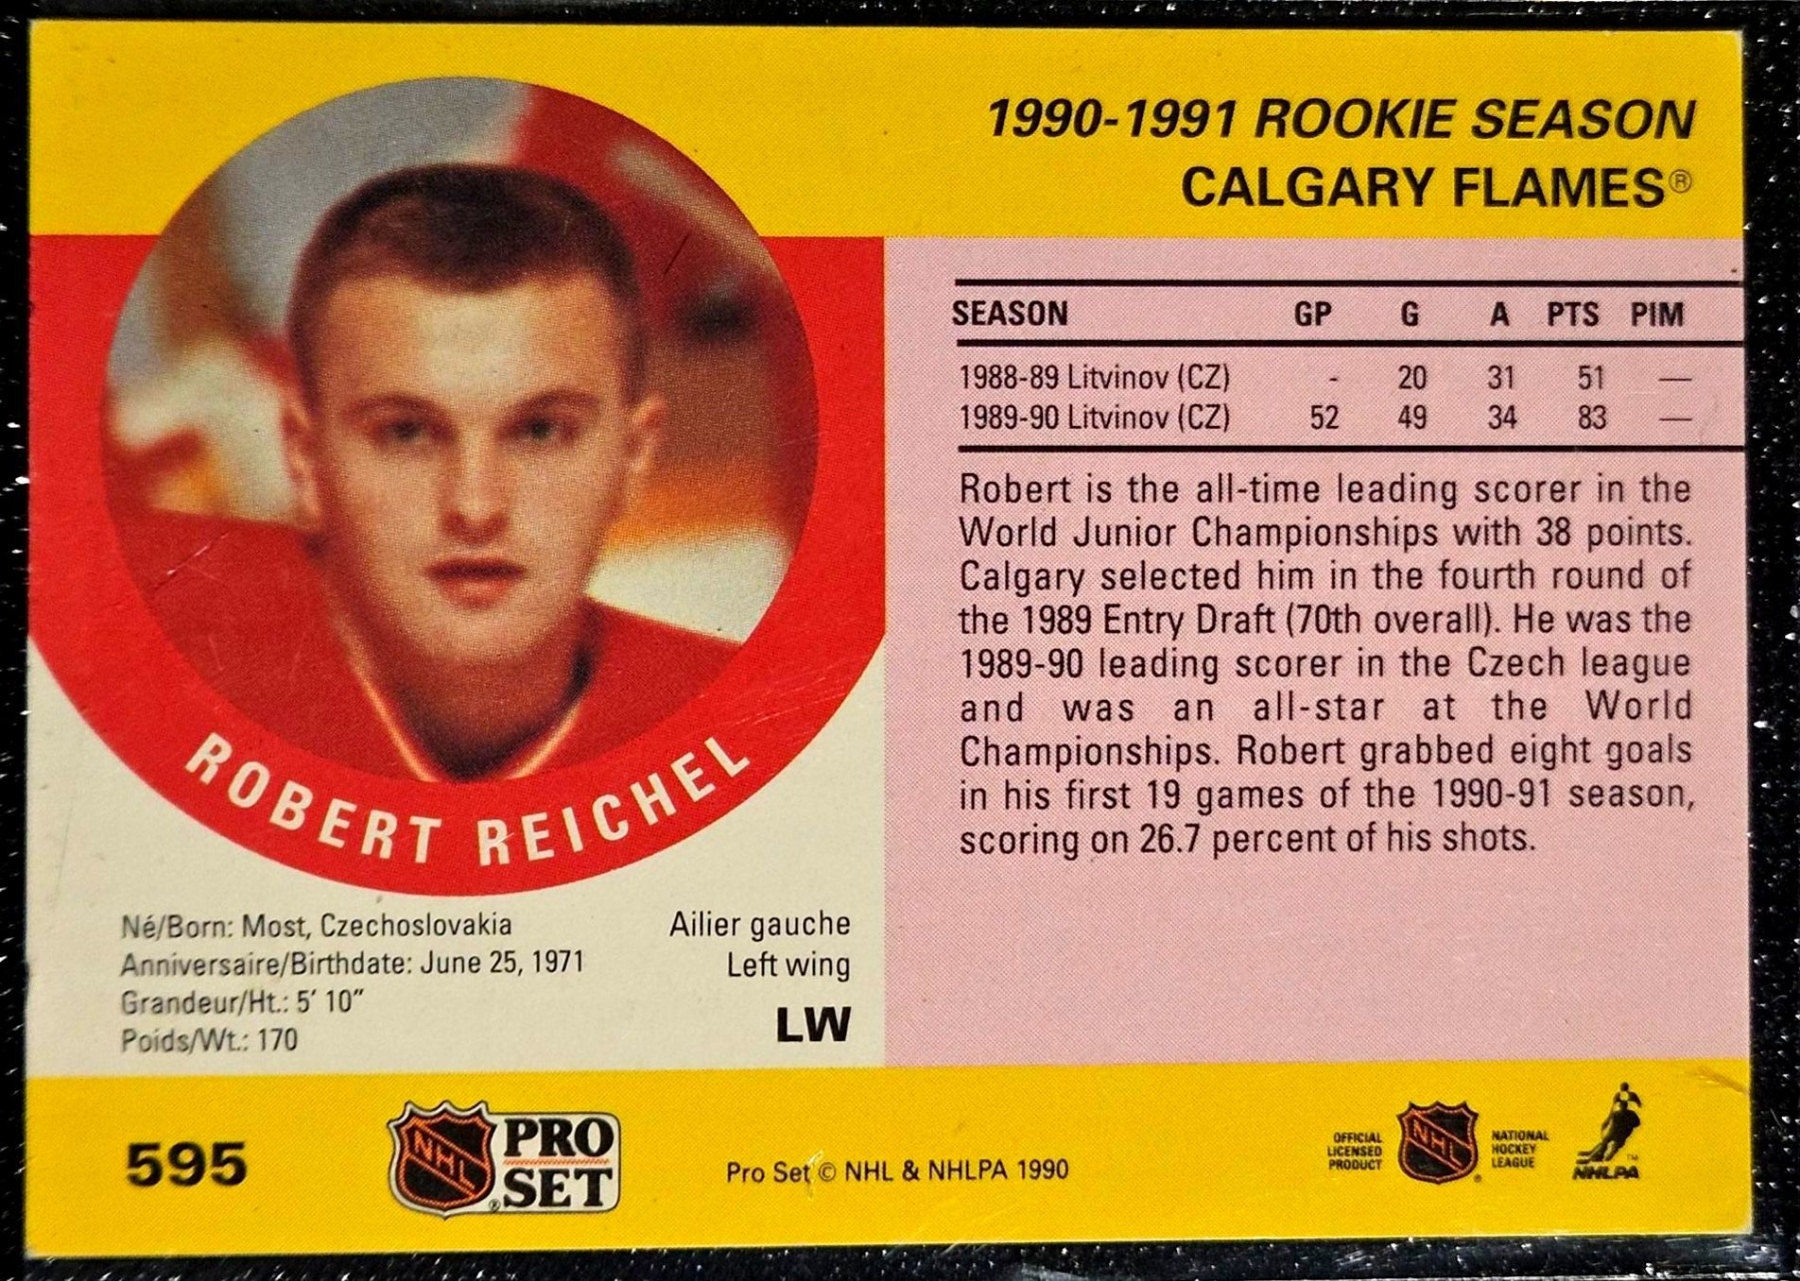 1990-1991 ROOKIE SEASON
CALGARY FLAMES®
SEASON GP G A PTS PIM
1988-89 Litvinov (CZ) - 20 31 51 —
1989-90 Litvinov (CZ) 52 49 34 83 —
Robert is the all-time leading scorer in the
World Junior Championships with 38 points.
Calgary selected him in the fourth round of
the 1989 Entry Draft (70th overall). He was the
1989-90 leading scorer in the Czech league
and was an all-star at the World
Championships. Robert grabbed eight goals
in his first 19 games of the 1990-91 season,
scoring on 26.7 percent of his shots.
ROBERT REICHEL
Né/Born: Most, Czechoslovakia
Anniversaire/Birthdate: June 25, 1971
Grandeur/Ht.: 5' 10"
Poids/Wt.: 170
Ailier gauche
Left wing
LW
595
NHL
PRO
SET®
Pro Set © NHL & NHLPA 1990
OFFICIAL
LICENSED
PRODUCT
NHL®
NATIONAL
HOCKEY
LEAGUE
NHLPA™